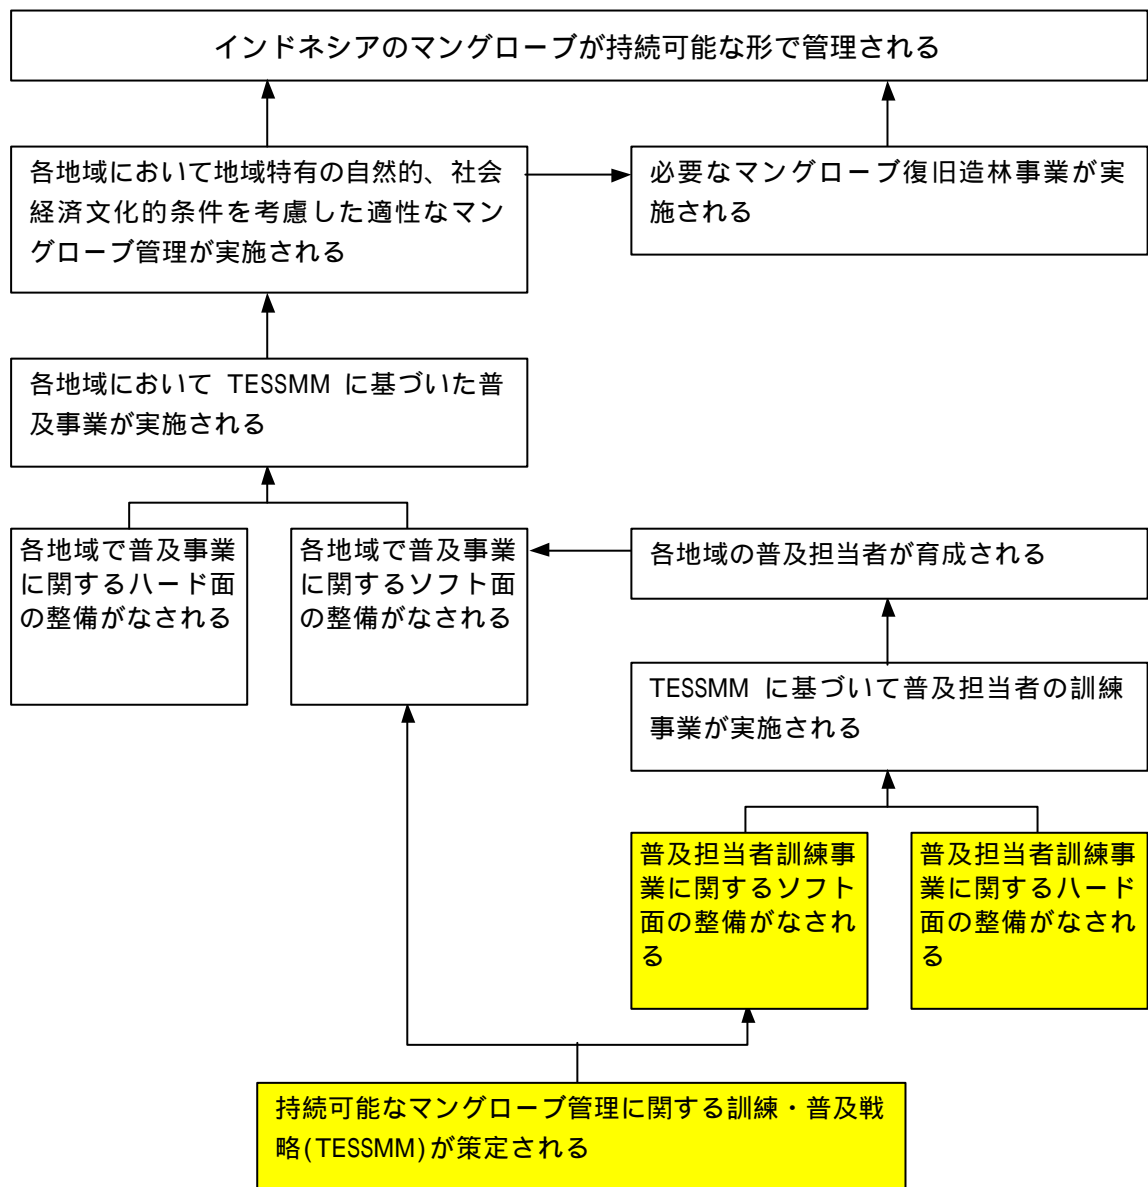 インドネシアのマングローブが持続可能な形で管理される
各地域において地域特有の自然的、社会
経済文化的条件を考慮した適性なマン
グローブ管理が実施される
必要なマングローブ復旧造林事業が実
施される
各地域において TESSMM に基づいた普
及事業が実施される
各地域で普及事業
に関するハード面
の整備がなされる
各地域で普及事業
に関するソフト面
の整備がなされる
各地域の普及担当者が育成される
TESSMM に基づいて普及担当者の訓練
事業が実施される
普及担当者訓練事
業に関するソフト
面の整備がなされ
る
普及担当者訓練事
業に関するハード
面の整備がなされ
る
持続可能なマングローブ管理に関する訓練・普及戦
略(TESSMM)が策定される